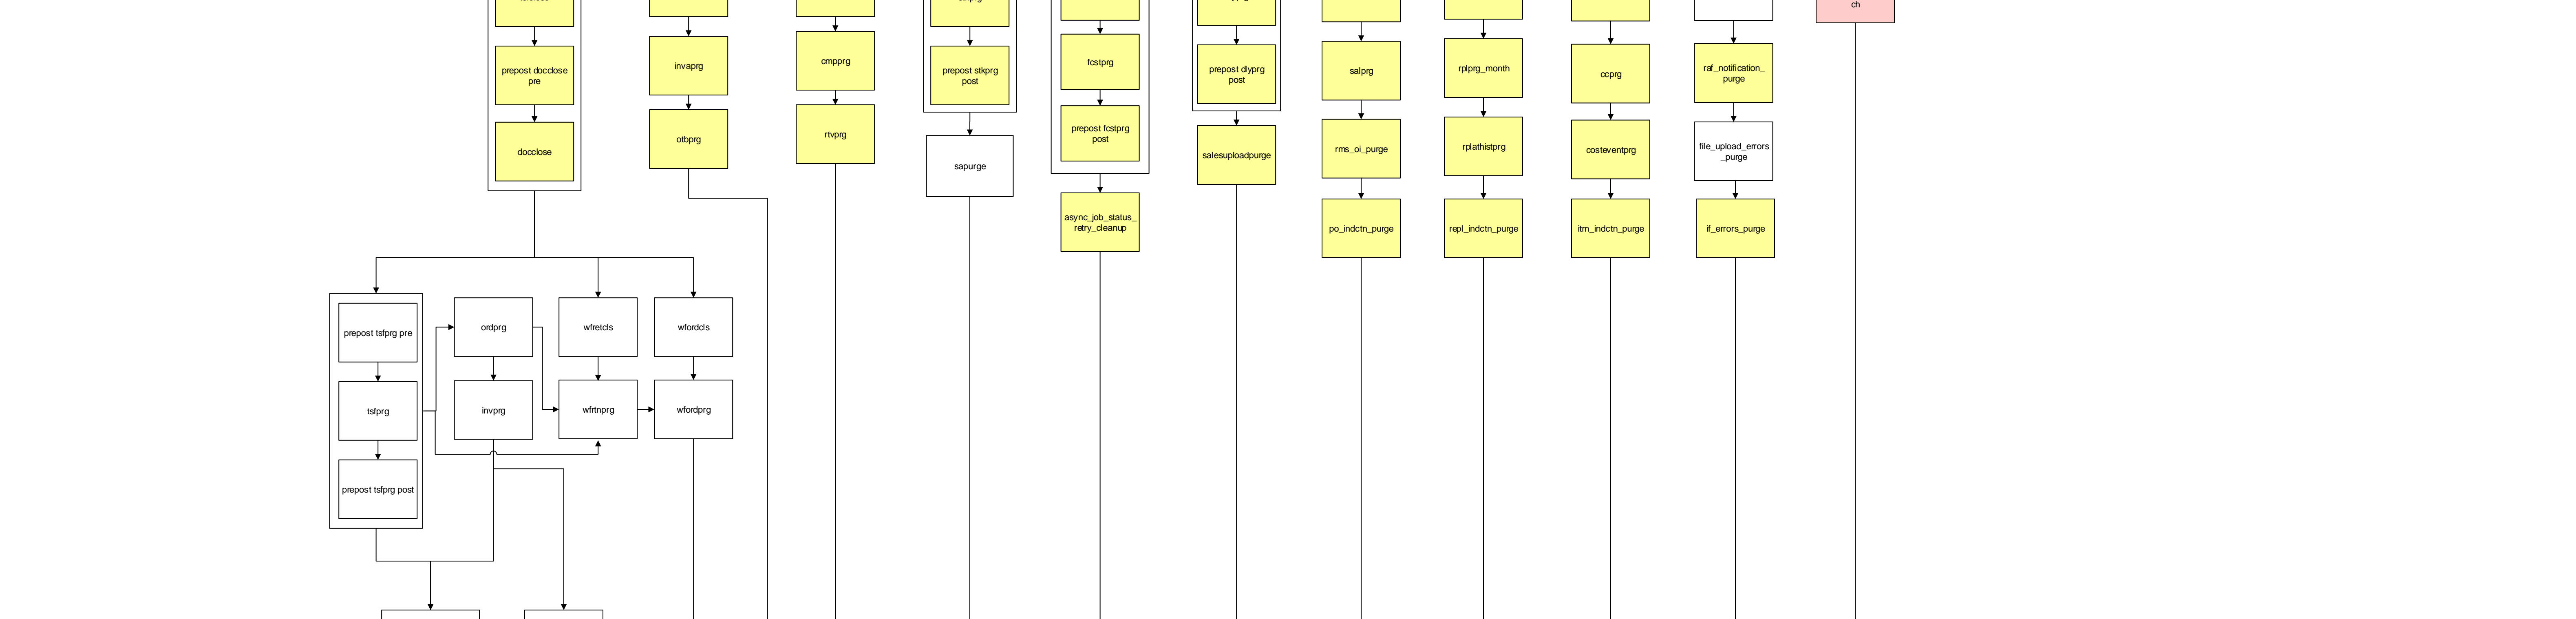 ch
prepost docclose
pre
docclose
invaprg
otbprg
cmpprg
rtvprg
prepost stkprg
post
sapurge
fcstprg
prepost fcstprg
post
async_job_status_
retry_cleanup
prepost dlyprg
post
salesuploadpurge
salprg
rms_oi_purge
po_indctn_purge
rplprg_month
rplathistprg
repl_indctn_purge
ccprg
costeventprg
itm_indctn_purge
raf_notification_
purge
file_upload_errors
_purge
if_errors_purge
prepost tsfprg pre
tsfprg
prepost tsfprg post
ordprg
invprg
wfretcls
wfrtnprg
wfordcls
wfordprg